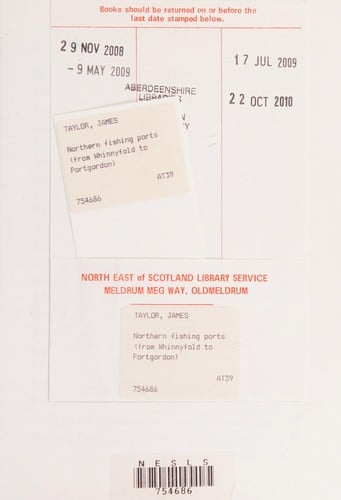 Books should be returned on or before the
last date stamped below.
29 NOV 2008
- 9 MAY 2009
17 JUL 2009
22 OCT 2010
ABERDEENSHIRE
LIBRARIES
TAYLOR, JAMES
Northern fishing ports
(from Whinnyfold to
Portgordon)
AT39
754686
NORTH EAST of SCOTLAND LIBRARY SERVICE
MELDRUM MEG WAY, OLDMELDRUM
TAYLOR, JAMES
Northern fishing ports
(from Whinnyfold to
Portgordon)
AT39
754686
NESLS
754686